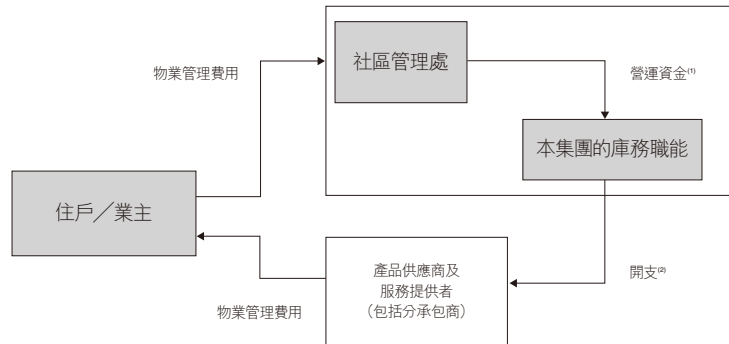 物業管理費用
社區管理處
營運資金⁽¹⁾
本集團的庫務職能
住戶／業主
產品供應商及
服務提供者
（包括分承包商）
開支⁽²⁾
物業管理費用